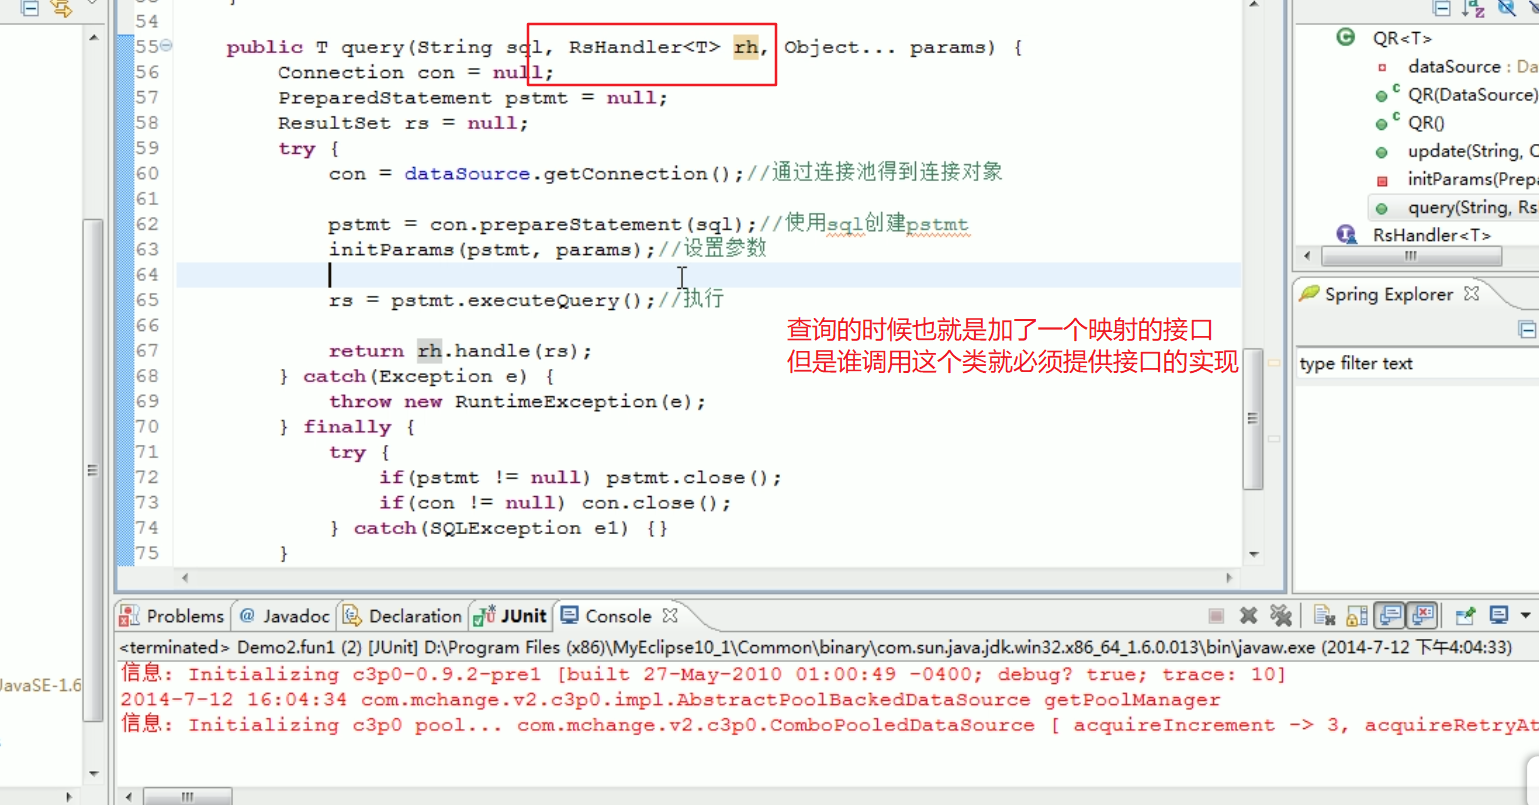 54
55 public T query(String sql, RsHandler<T> rh, Object... params) {
56 Connection con = null;
57 PreparedStatement pstmt = null;
58 ResultSet rs = null;
59 try {
60 con = dataSource.getConnection();//通过连接池得到连接对象
61
62 pstmt = con.prepareStatement(sql);//使用sql创建pstmt
63 initParams(pstmt, params);//设置参数
64
65 rs = pstmt.executeQuery();//执行
66
67 return rh.handle(rs);
68 } catch(Exception e) {
69 throw new RuntimeException(e);
70 } finally {
71 try {
72 if(pstmt != null) pstmt.close();
73 if(con != null) con.close();
74 } catch(SQLException e1) {}
75 }
查询的时候也就是加了一个映射的接口
但是谁调用这个类就必须提供接口的实现
QR<T>
dataSource : Da
QR(DataSource)
QR()
update(String, O
initParams(Prepa
query(String, Rs
RsHandler<T>
Spring Explorer
type filter text
Problems @ Javadoc Declaration JUnit Console
<terminated> Demo2.fun1 (2) [JUnit] D:\Program Files (x86)\MyEclipse10_1\Common\binary\com.sun.java.jdk.win32.x86_64_1.6.0.013\bin\javaw.exe (2014-7-12 下午4:04:33)
信息: Initializing c3p0-0.9.2-pre1 [built 27-May-2010 01:00:49 -0400; debug? true; trace: 10]
2014-7-12 16:04:34 com.mchange.v2.c3p0.impl.AbstractPoolBackedDataSource getPoolManager
信息: Initializing c3p0 pool... com.mchange.v2.c3p0.ComboPooledDataSource [ acquireIncrement -> 3, acquireRetryAt
JavaSE-1.6